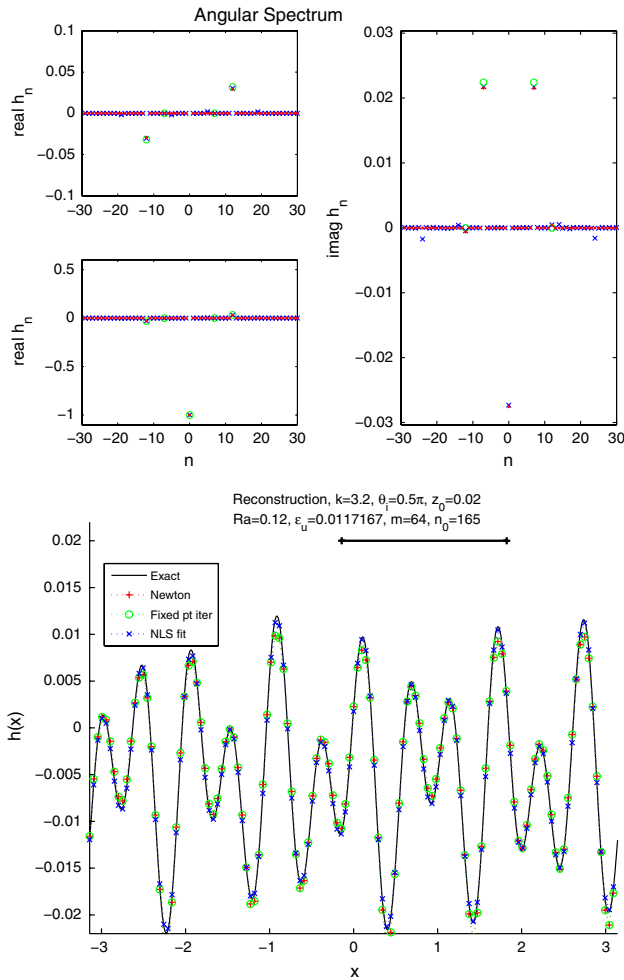 Angular Spectrum
0.1
0.05
0
−0.05
−0.1
real h_n
−30 −20 −10 0 10 20 30
0.5
0
−0.5
−1
real h_n
−30 −20 −10 0 10 20 30
n
0.03
0.02
0.01
0
−0.01
−0.02
−0.03
imag h_n
−30 −20 −10 0 10 20 30
n
Reconstruction, k=3.2, θ_i=0.5π, z_0=0.02
Ra=0.12, ε_u=0.0117167, m=64, n_0=165
0.02
0.015
0.01
0.005
0
−0.005
−0.01
−0.015
−0.02
h(x)
Exact
Newton
Fixed pt iter
NLS fit
−3 −2 −1 0 1 2 3
x